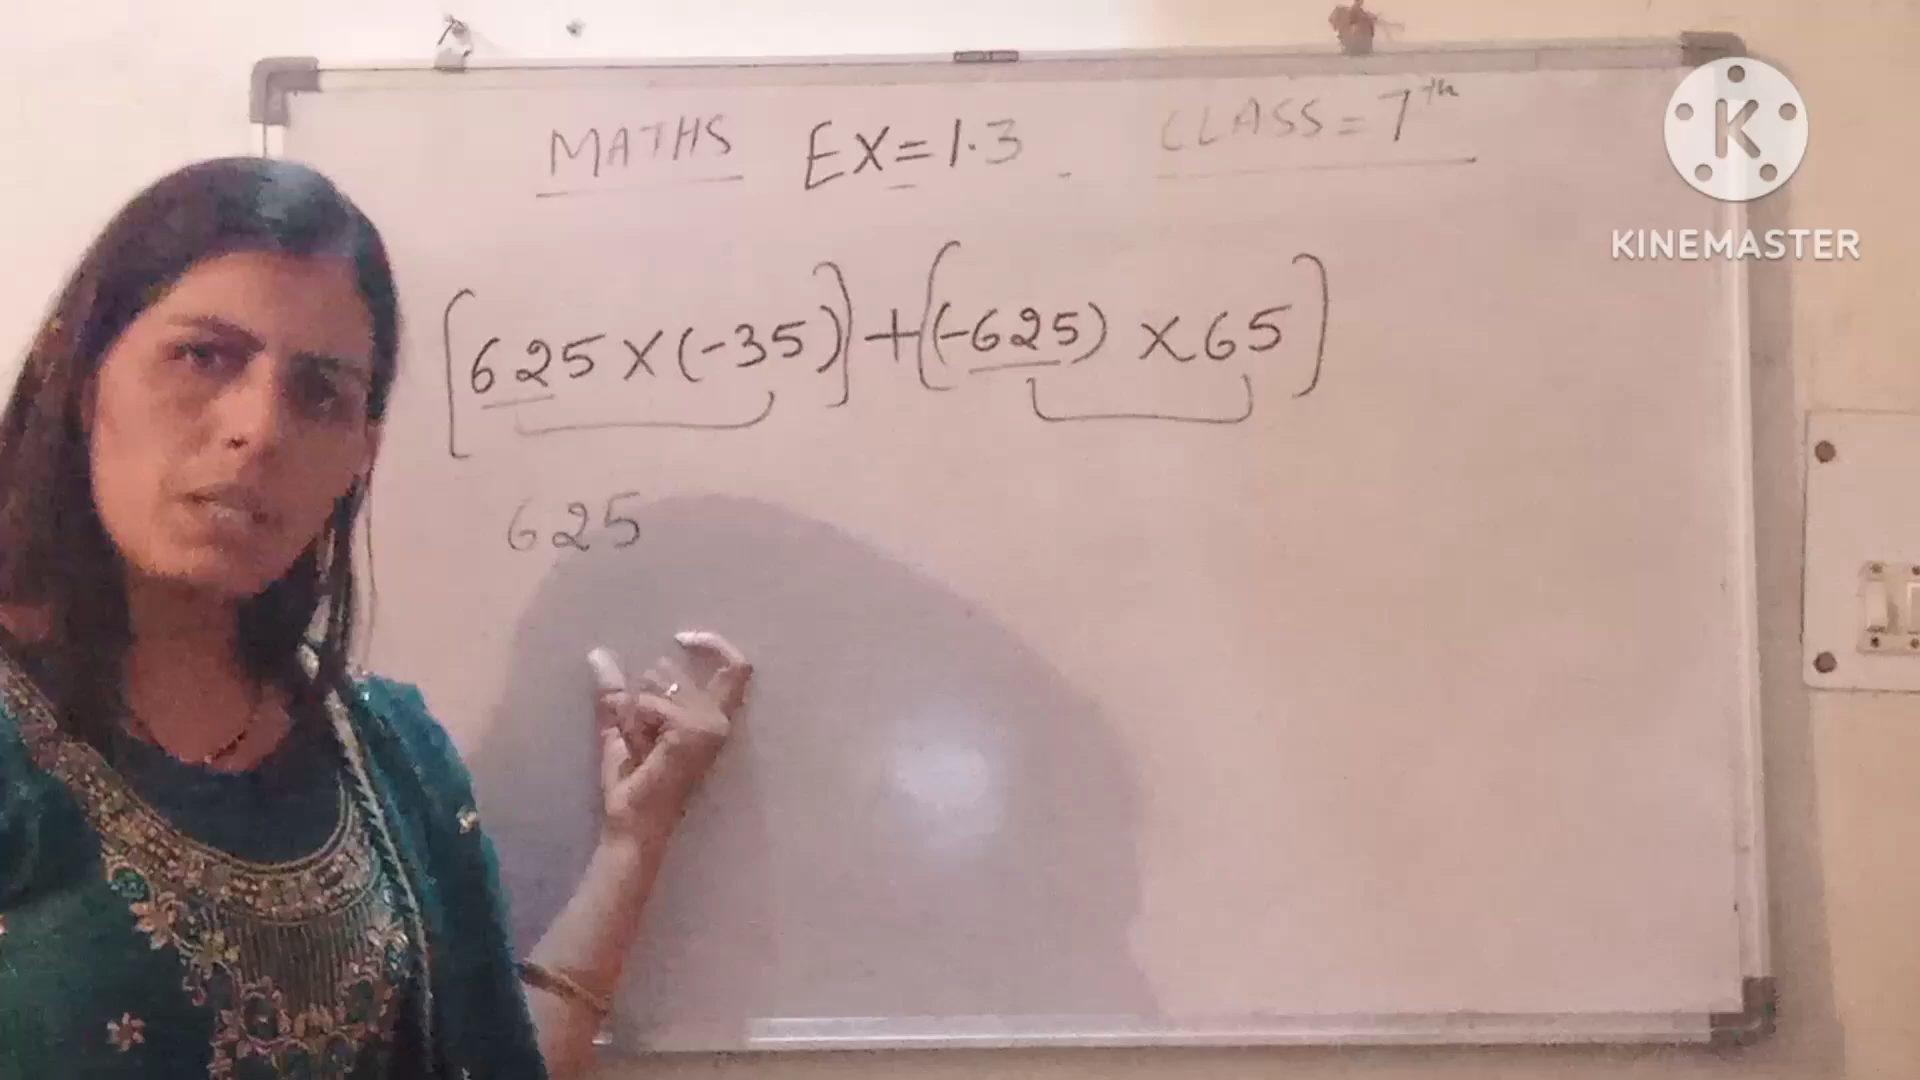 MATHS EX=1.3 CLASS=7th
KINEMASTER
[625×(-35)]+[(-625) ×65]
625